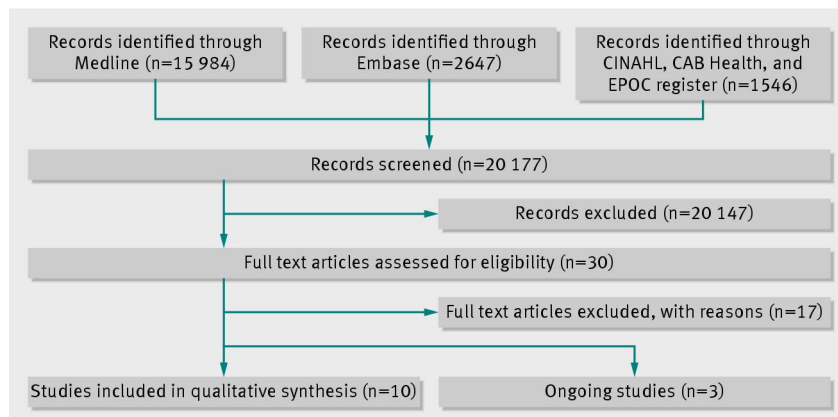 Records identified through
Medline (n=15 984)
Records identified through
Embase (n=2647)
Records identified through
CINAHL, CAB Health, and
EPOC register (n=1546)
Records screened (n=20 177)
Records excluded (n=20 147)
Full text articles assessed for eligibility (n=30)
Full text articles excluded, with reasons (n=17)
Studies included in qualitative synthesis (n=10)
Ongoing studies (n=3)